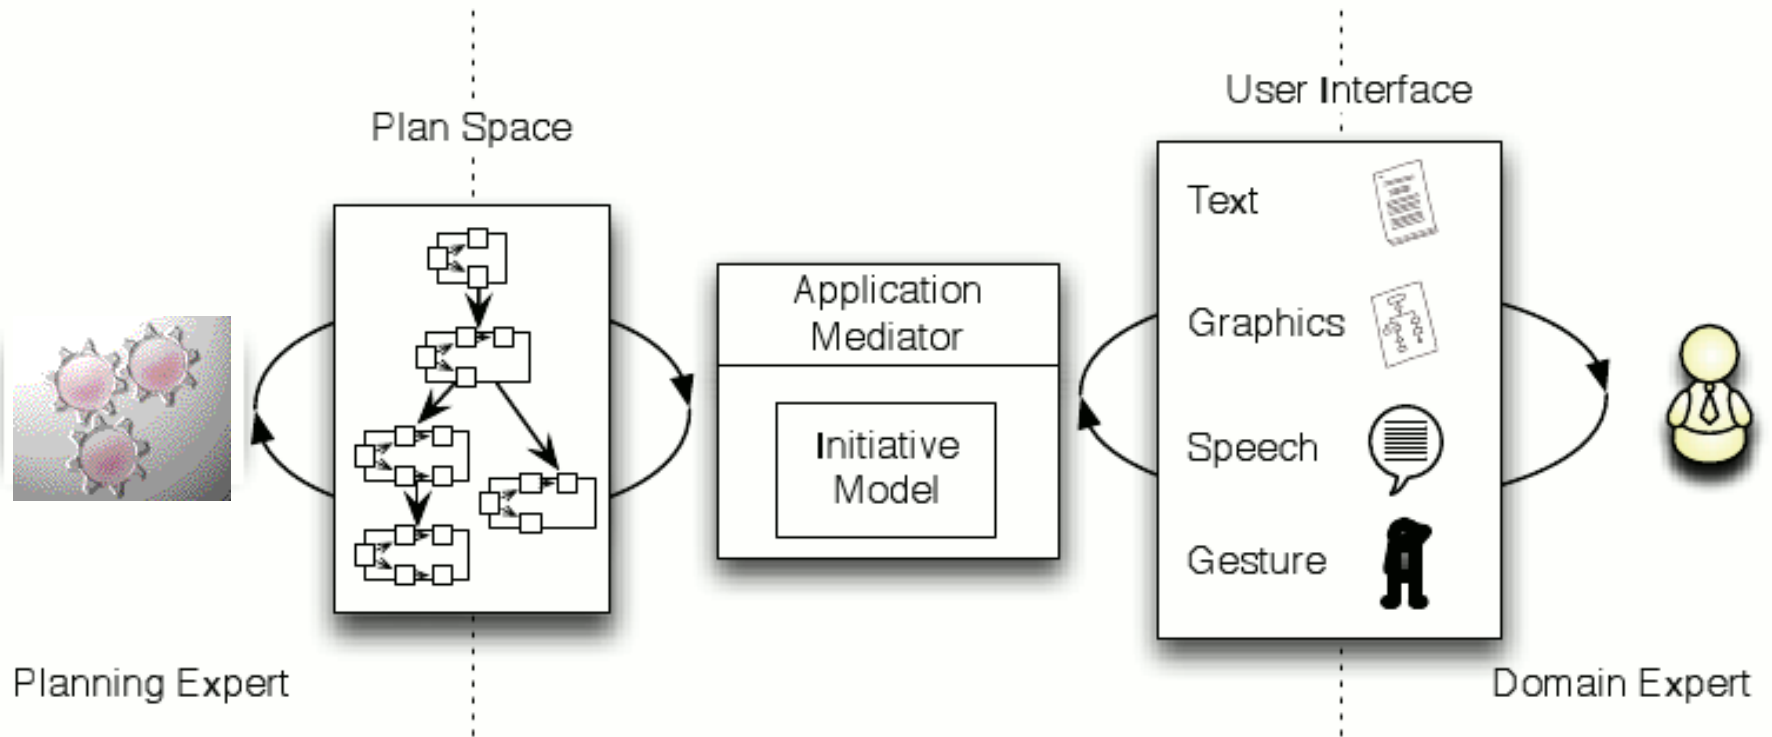 Plan Space
User Interface
Application
Mediator
Initiative
Model
Text
Graphics
Speech
Gesture
Planning Expert
Domain Expert